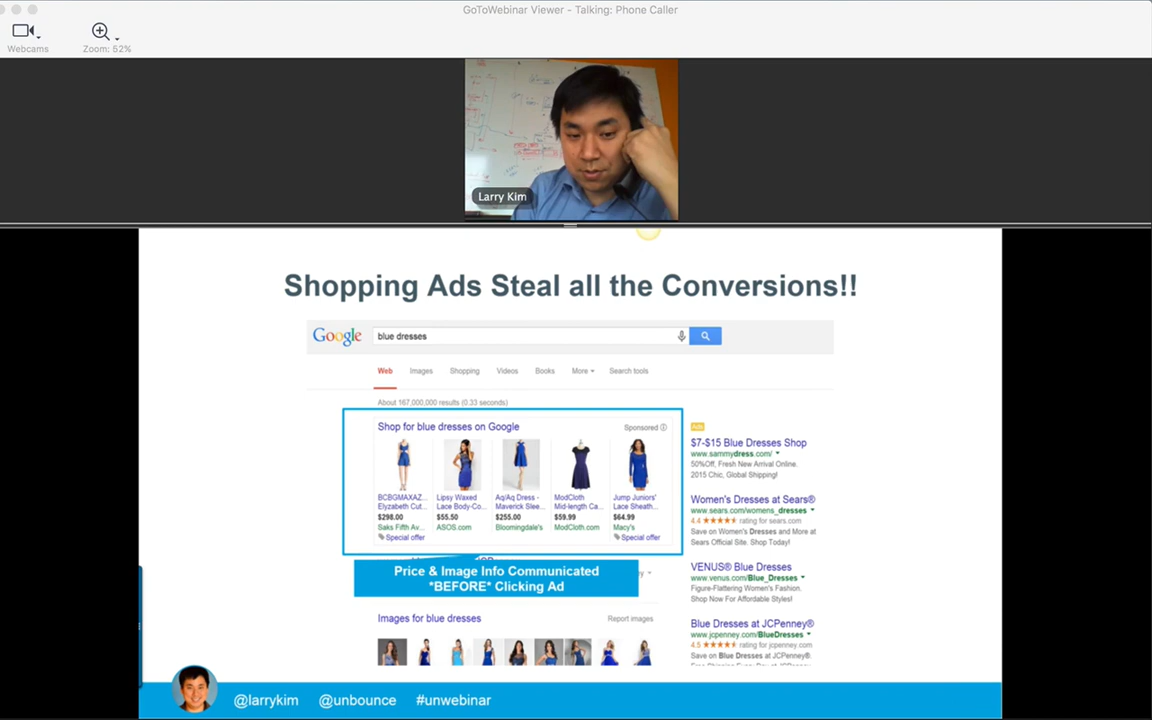 GoToWebinar Viewer - Talking: Phone Caller
Webcams
Zoom: 52%
Larry Kim
Shopping Ads Steal all the Conversions!!
Google
blue dresses
Web Images Shopping Videos Books More Search tools
About 167,000,000 results (0.33 seconds)
Shop for blue dresses on Google
Sponsored
BCBGMAXAZ...
Elyzabeth Cut...
$298.00
Saks Fifth Av...
Special offer
Lipsy Waxed
Lace Body-Co...
$55.50
ASOS.com
Aq/Aq Dress -
Maverick Slee...
$255.00
Bloomingdale's
ModCloth
Mid-length Ca...
$59.99
ModCloth.com
Jump Juniors'
Lace Sheath...
$64.99
Macy's
Special offer
Price & Image Info Communicated
*BEFORE* Clicking Ad
Images for blue dresses
Report images
Ads
$7-$15 Blue Dresses Shop
www.sammydress.com/
50%Off, Fresh New Arrival Online.
2015 Chic, Global Shipping!
Women's Dresses at Sears®
www.sears.com/womens_dresses
4.4 ★★★★★ rating for sears.com
Save on Women's Dresses and More at
Sears Official Site. Shop Today!
VENUS® Blue Dresses
www.venus.com/Blue_Dresses
Figure-Flattering Women's Fashion.
Shop Now For Affordable Styles!
Blue Dresses at JCPenney®
www.jcpenney.com/BlueDresses
4.5 ★★★★★ rating for jcpenney.com
Save on Blue Dresses at JCPenney®
@larrykim @unbounce #unwebinar